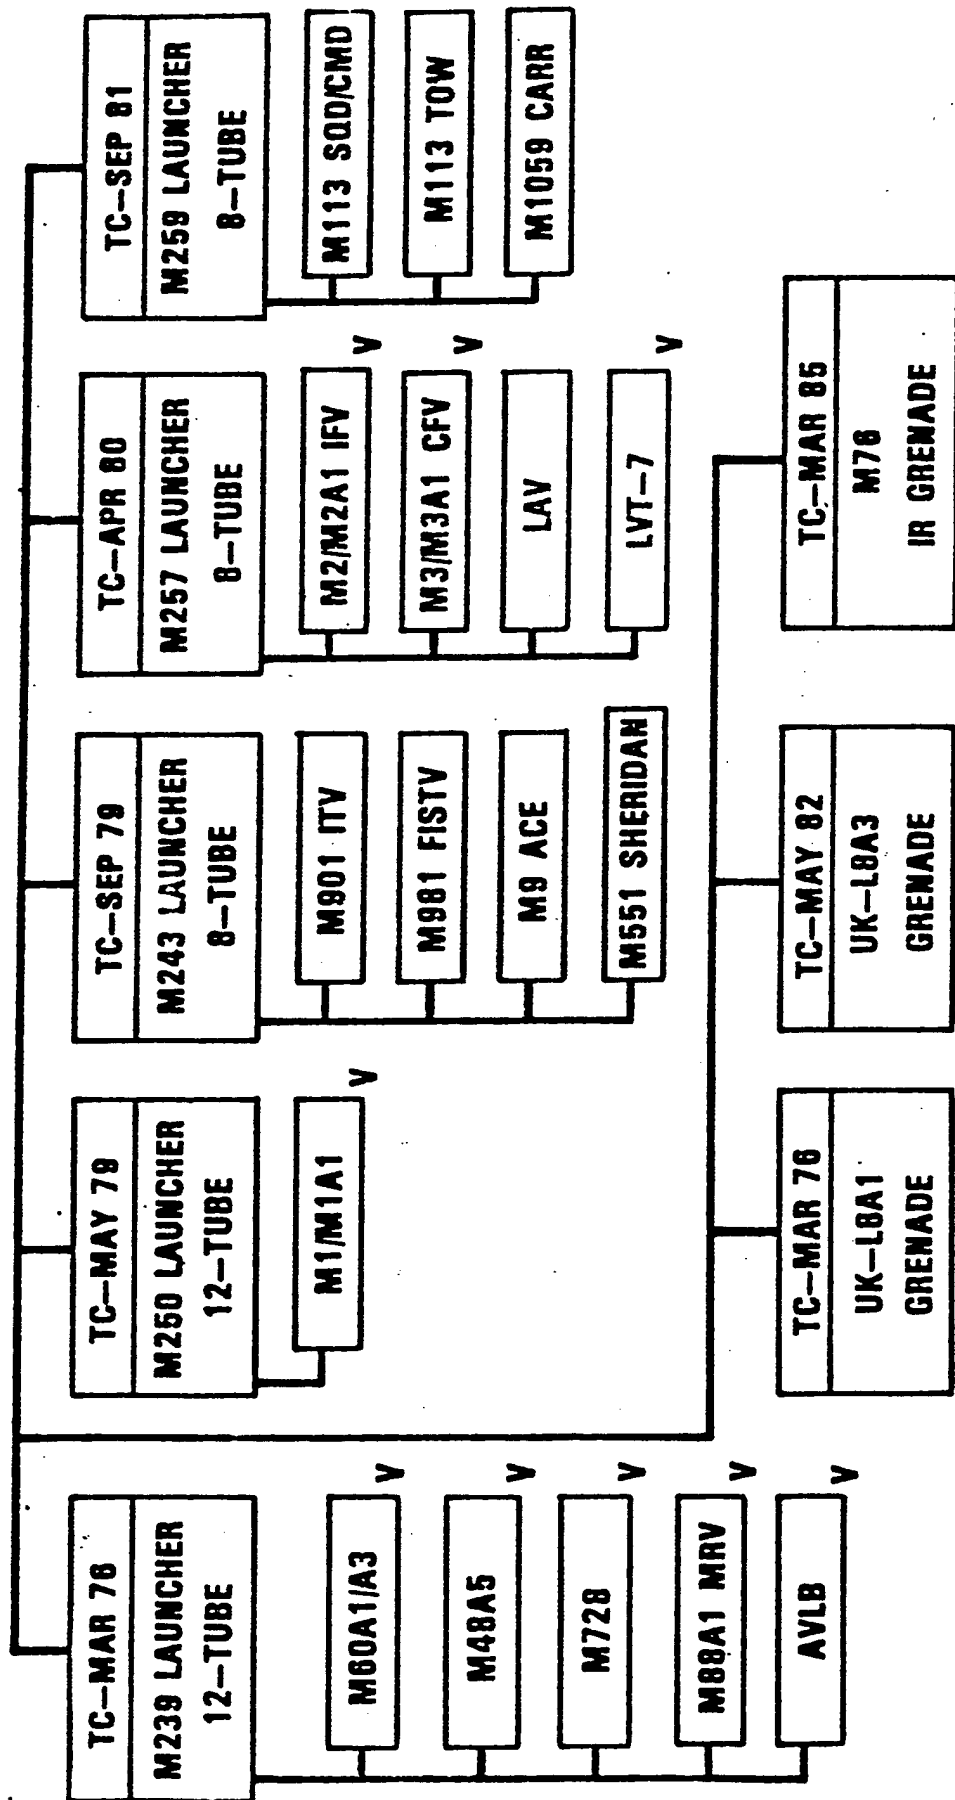 TC—MAR 76
M239 LAUNCHER
12—TUBE
M60A1/A3
V
M48A5
V
M728
V
M88A1 MRV
V
AVLB
V
TC—MAY 79
M250 LAUNCHER
12—TUBE
M1/M1A1
V
TC—SEP 79
M243 LAUNCHER
8—TUBE
M901 ITV
M981 FISTV
M9 ACE
M551 SHERIDAN
TC—APR 80
M257 LAUNCHER
8—TUBE
M2/M2A1 IFV
V
M3/M3A1 CFV
V
LAV
LVT-7
V
TC—SEP 81
M259 LAUNCHER
8—TUBE
M113 SQD/CMD
M113 TOW
M1059 CARR
TC—MAR 76
UK—L8A1
GRENADE
TC—MAY 82
UK—L8A3
GRENADE
TC—MAR 85
M76
IR GRENADE